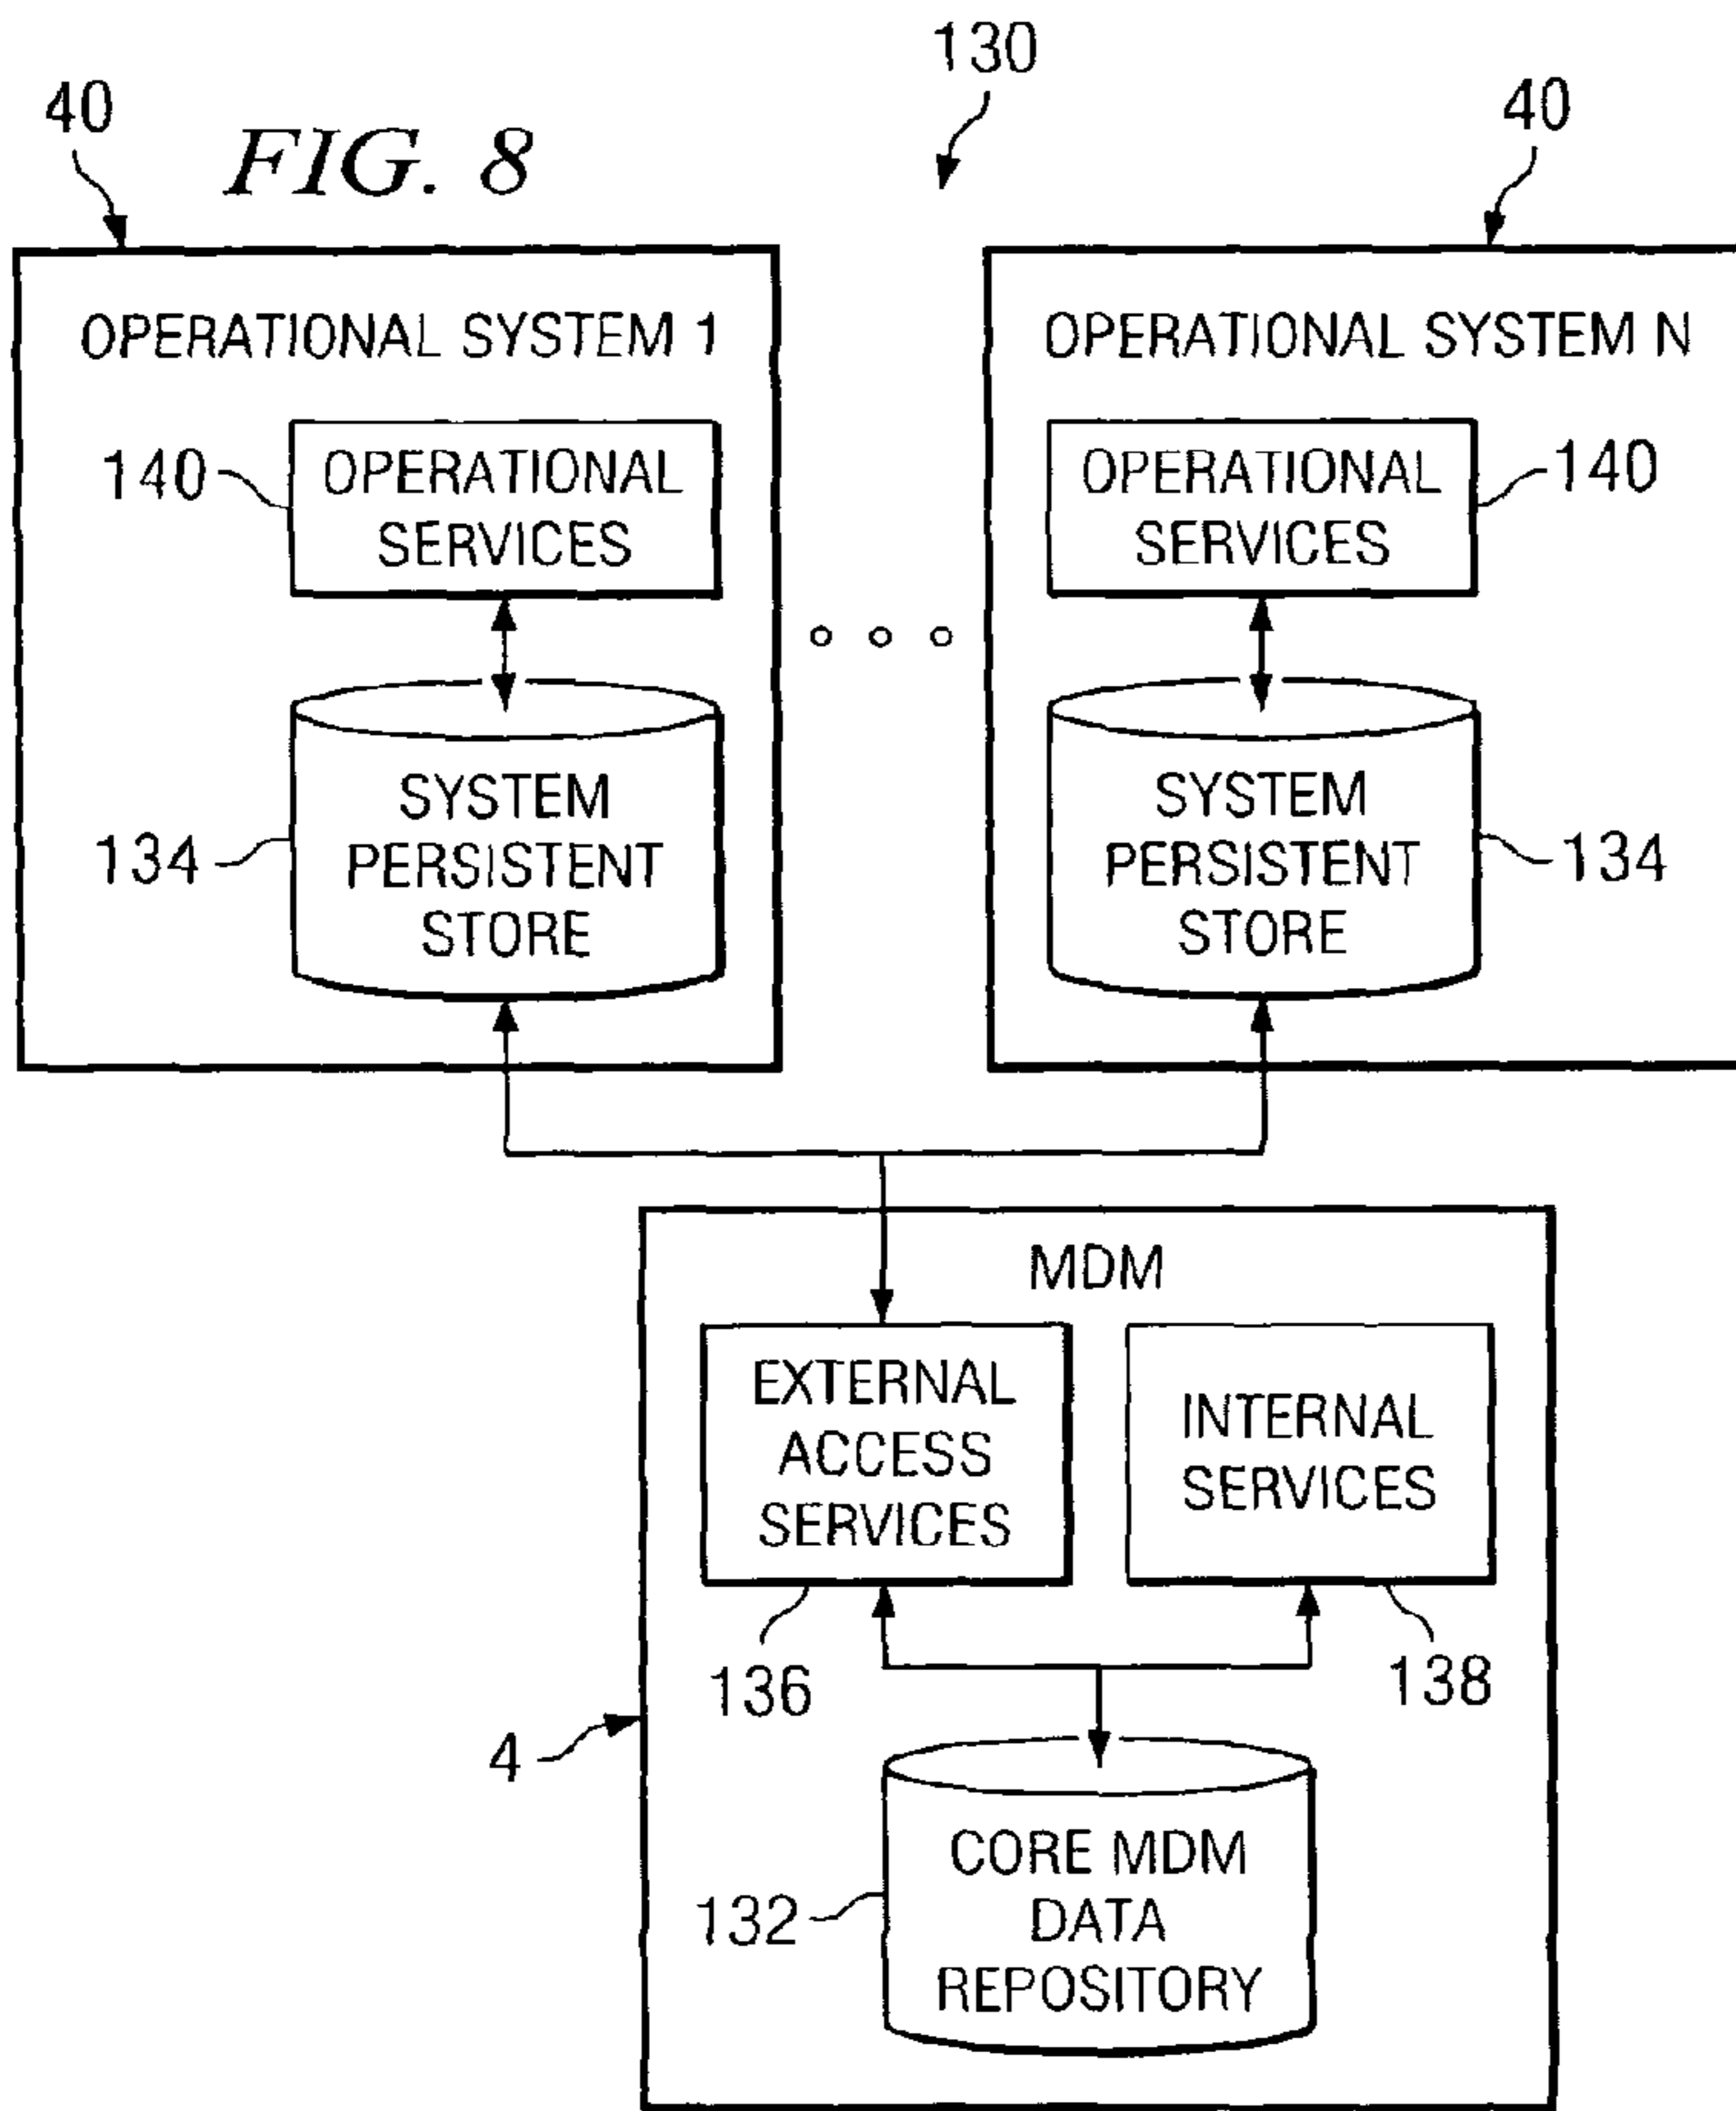 130
40
FIG. 8
40
OPERATIONAL SYSTEM 1
OPERATIONAL SYSTEM N
140
OPERATIONAL
SERVICES
OPERATIONAL
SERVICES
140
134
SYSTEM
PERSISTENT
STORE
SYSTEM
PERSISTENT
STORE
134
MDM
EXTERNAL
ACCESS
SERVICES
INTERNAL
SERVICES
136
138
4
132
CORE MDM
DATA
REPOSITORY